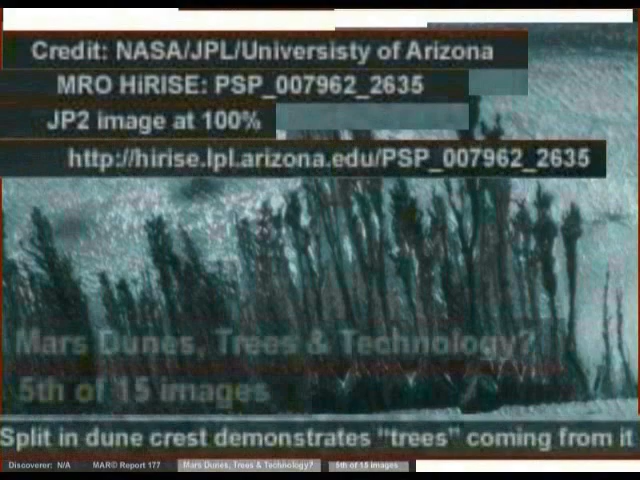 Credit: NASA/JPL/Universisty of Arizona
MRO HiRISE: PSP_007962_2635
JP2 image at 100%
http://hirise.lpl.arizona.edu/PSP_007962_2635
Mars Dunes, Trees & Technology?
5th of 15 images
Split in dune crest demonstrates "trees" coming from it
Discoverer: N/A MAR© Report 177 Mars Dunes, Trees & Technology? 5th of 15 images